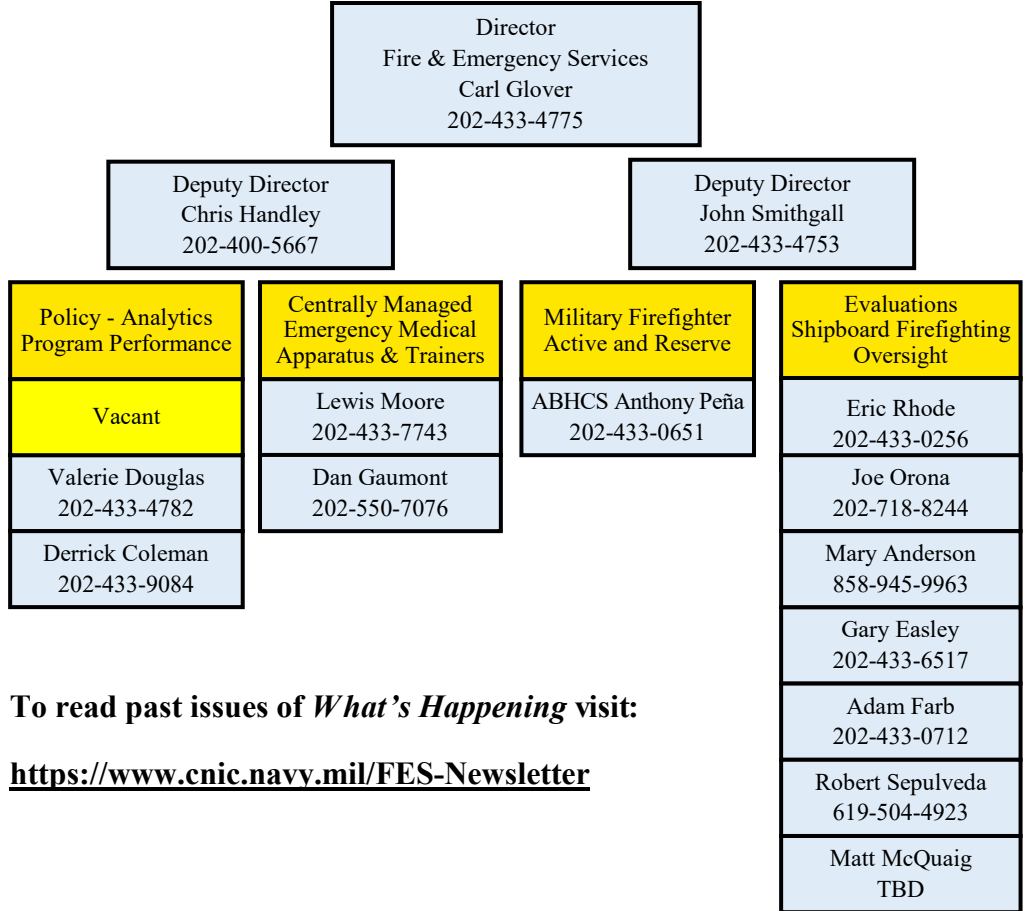 Director
Fire & Emergency Services
Carl Glover
202-433-4775
Deputy Director
Chris Handley
202-400-5667
Deputy Director
John Smithgall
202-433-4753
Policy - Analytics
Program Performance
Vacant
Valerie Douglas
202-433-4782
Derrick Coleman
202-433-9084
Centrally Managed
Emergency Medical
Apparatus & Trainers
Lewis Moore
202-433-7743
Dan Gaumont
202-550-7076
Military Firefighter
Active and Reserve
ABHCS Anthony Peña
202-433-0651
Evaluations
Shipboard Firefighting
Oversight
Eric Rhode
202-433-0256
Joe Orona
202-718-8244
Mary Anderson
858-945-9963
Gary Easley
202-433-6517
Adam Farb
202-433-0712
Robert Sepulveda
619-504-4923
Matt McQuaig
TBD
To read past issues of What’s Happening visit:
https://www.cnic.navy.mil/FES-Newsletter